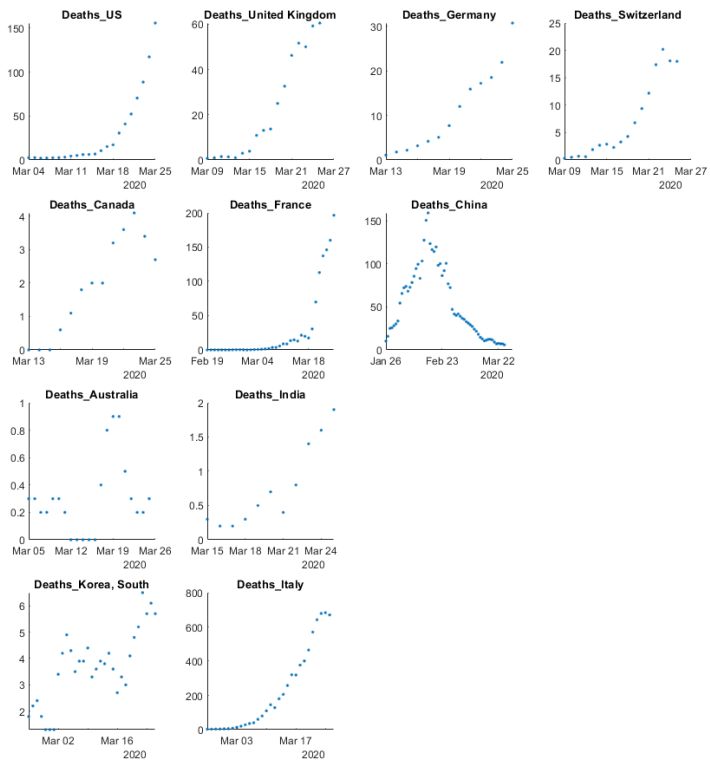 Deaths_US
150
100
50
0
Mar 04 Mar 11 Mar 18 Mar 25
2020
Deaths_United Kingdom
60
40
20
0
Mar 09 Mar 15 Mar 21 Mar 27
2020
Deaths_Germany
30
20
10
0
Mar 13 Mar 19 Mar 25
2020
Deaths_Switzerland
25
20
15
10
5
0
Mar 09 Mar 15 Mar 21 Mar 27
2020
Deaths_Canada
4
3
2
1
0
Mar 13 Mar 19 Mar 25
2020
Deaths_France
200
150
100
50
0
Feb 19 Mar 04 Mar 18
2020
Deaths_China
150
100
50
0
Jan 26 Feb 23 Mar 22
2020
Deaths_Australia
1
0.8
0.6
0.4
0.2
0
Mar 05 Mar 12 Mar 19 Mar 26
2020
Deaths_India
2
1.5
1
0.5
0
Mar 15 Mar 18 Mar 21 Mar 24
2020
Deaths_Korea, South
6
5
4
3
2
Mar 02 Mar 16
2020
Deaths_Italy
800
600
400
200
0
Mar 03 Mar 17
2020